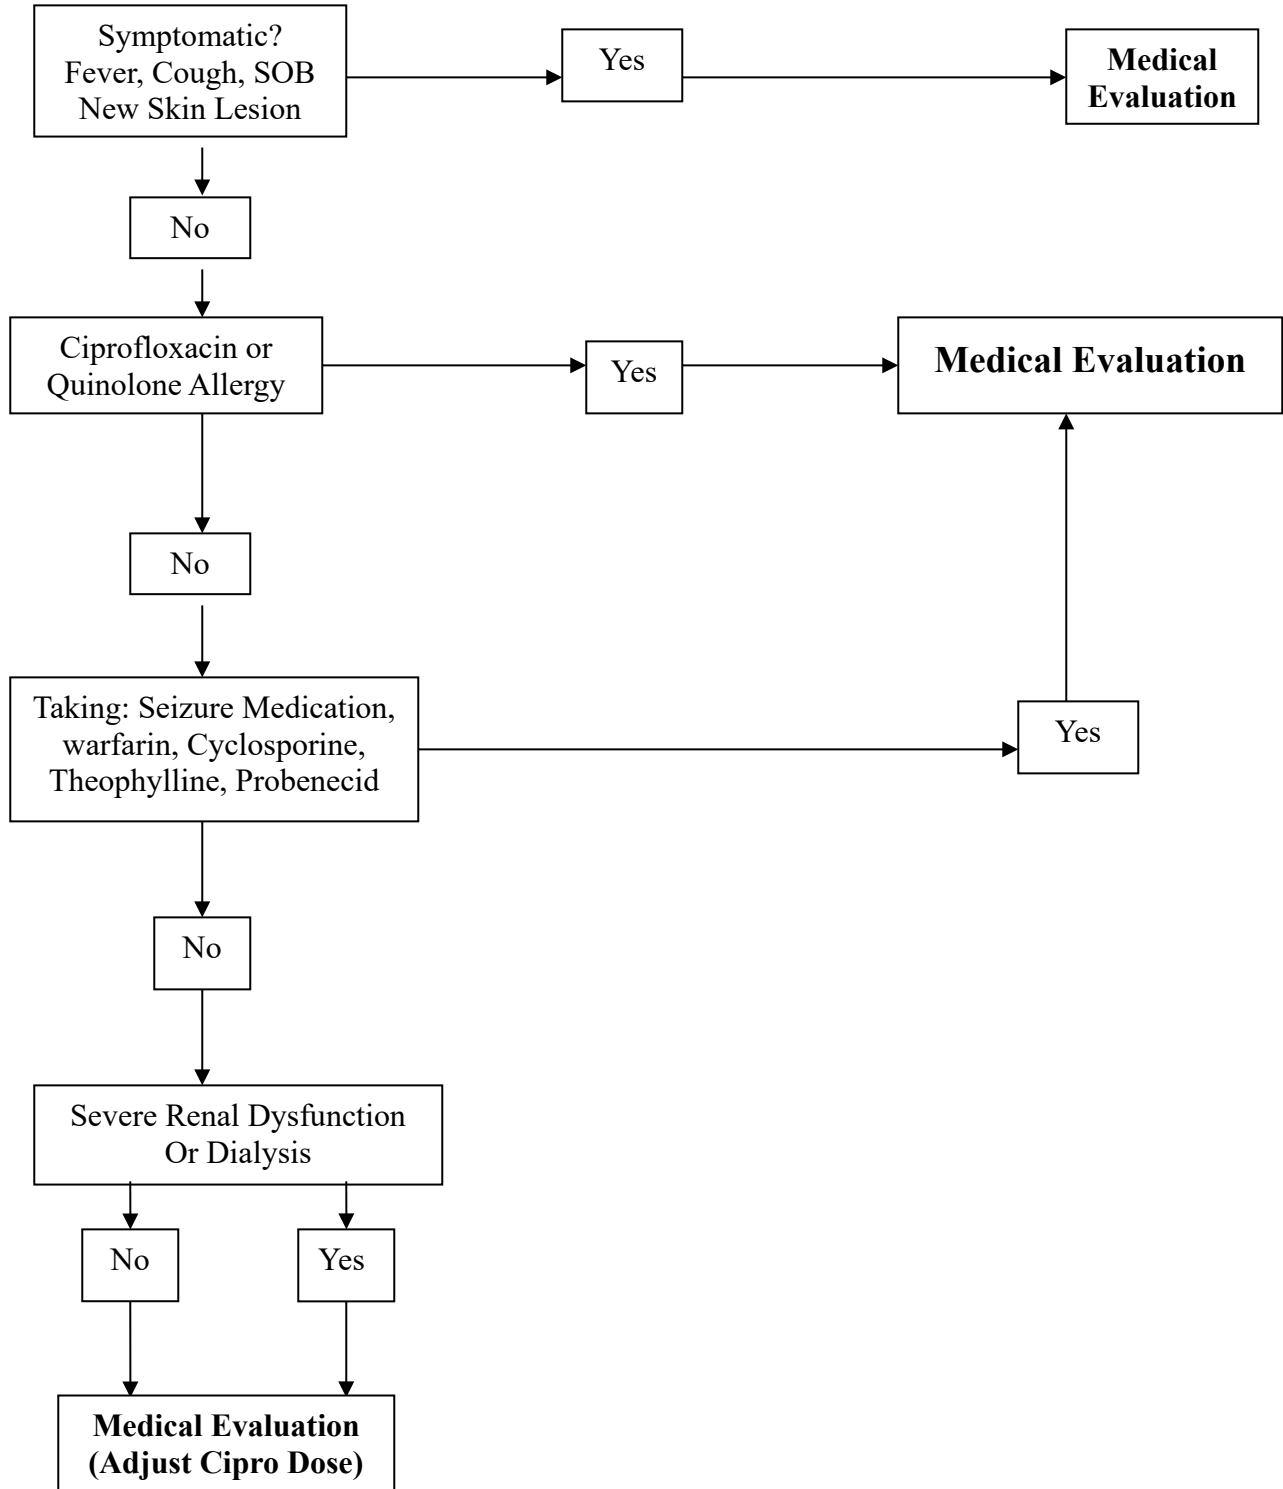 Symptomatic?
Fever, Cough, SOB
New Skin Lesion
Yes
Medical
Evaluation
No
Ciprofloxacin or
Quinolone Allergy
Yes
Medical Evaluation
No
Taking: Seizure Medication,
warfarin, Cyclosporine,
Theophylline, Probenecid
Yes
No
Severe Renal Dysfunction
Or Dialysis
No
Yes
Medical Evaluation
(Adjust Cipro Dose)